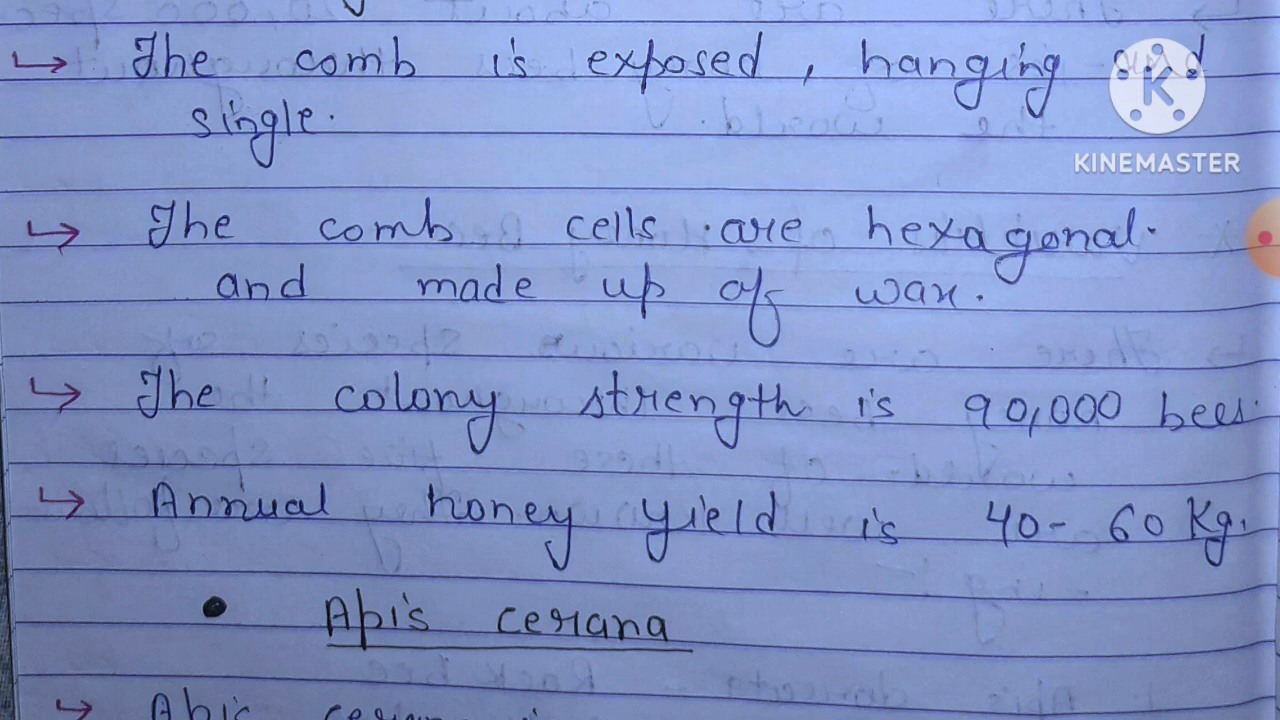 ↳ The comb is exposed, hanging and
single.
KINEMASTER
↳ The comb cells are hexagonal.
and made up of wax.
↳ The colony strength is 90,000 bees.
↳ Annual honey yield is 40-60 Kg.
• Apis cerana
↳ Apis